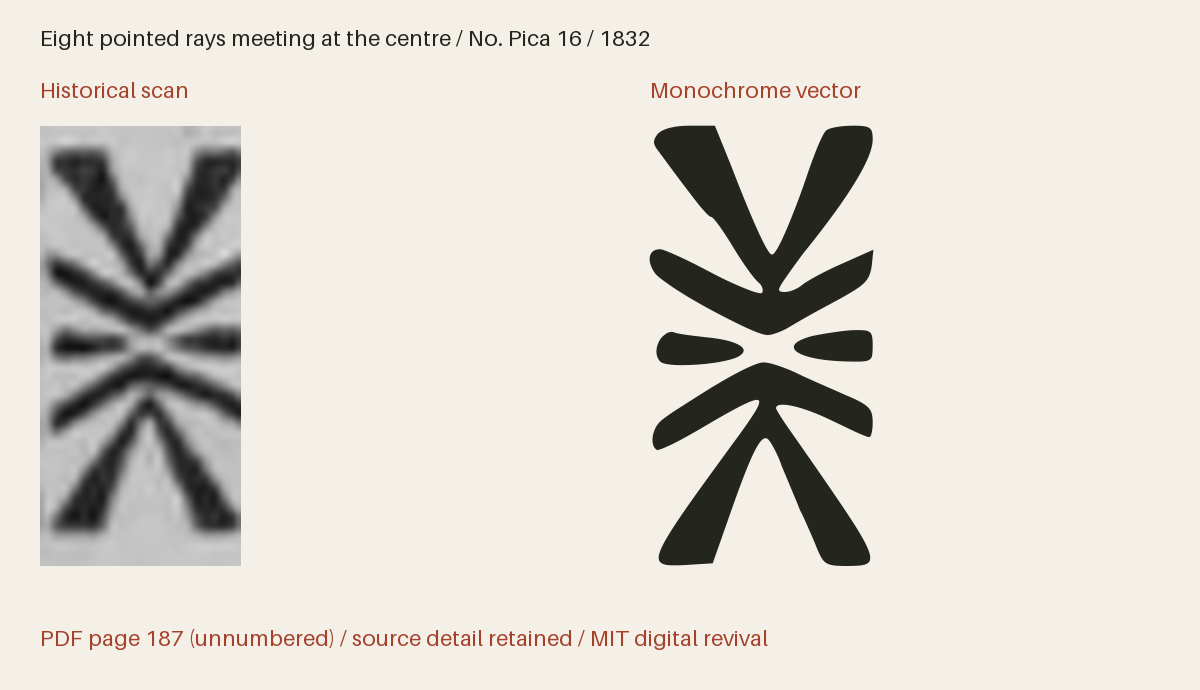 Eight pointed rays meeting at the centre / No. Pica 16 / 1832
Historical scan
Monochrome vector
PDF page 187 (unnumbered) / source detail retained / MIT digital revival